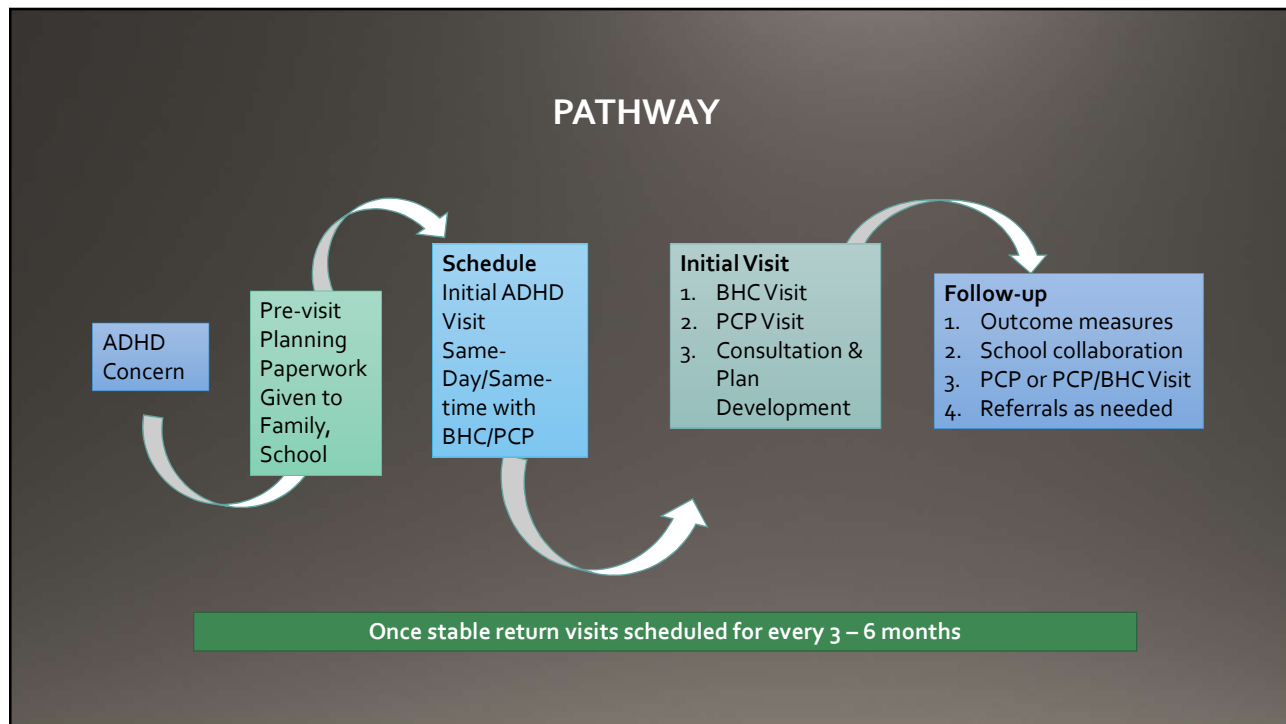 PATHWAY
ADHD
Concern
Pre-visit
Planning
Paperwork
Given to
Family,
School
Schedule
Initial ADHD
Visit
Same-
Day/Same-
time with
BHC/PCP
Initial Visit
1. BHC Visit
2. PCP Visit
3. Consultation &
Plan
Development
Follow-up
1. Outcome measures
2. School collaboration
3. PCP or PCP/BHC Visit
4. Referrals as needed
Once stable return visits scheduled for every 3 – 6 months